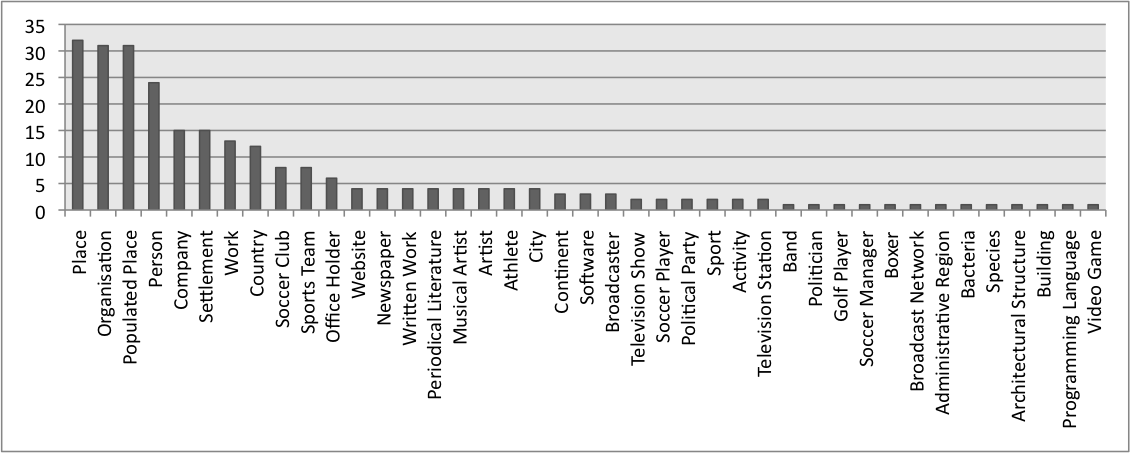 35
30
25
20
15
10
5
0
Place
Organisation
Populated Place
Person
Company
Settlement
Work
Country
Soccer Club
Sports Team
Office Holder
Website
Newspaper
Written Work
Periodical Literature
Musical Artist
Artist
Athlete
City
Continent
Software
Broadcaster
Television Show
Soccer Player
Political Party
Sport
Activity
Television Station
Band
Politician
Golf Player
Soccer Manager
Boxer
Broadcast Network
Administrative Region
Bacteria
Species
Architectural Structure
Building
Programming Language
Video Game